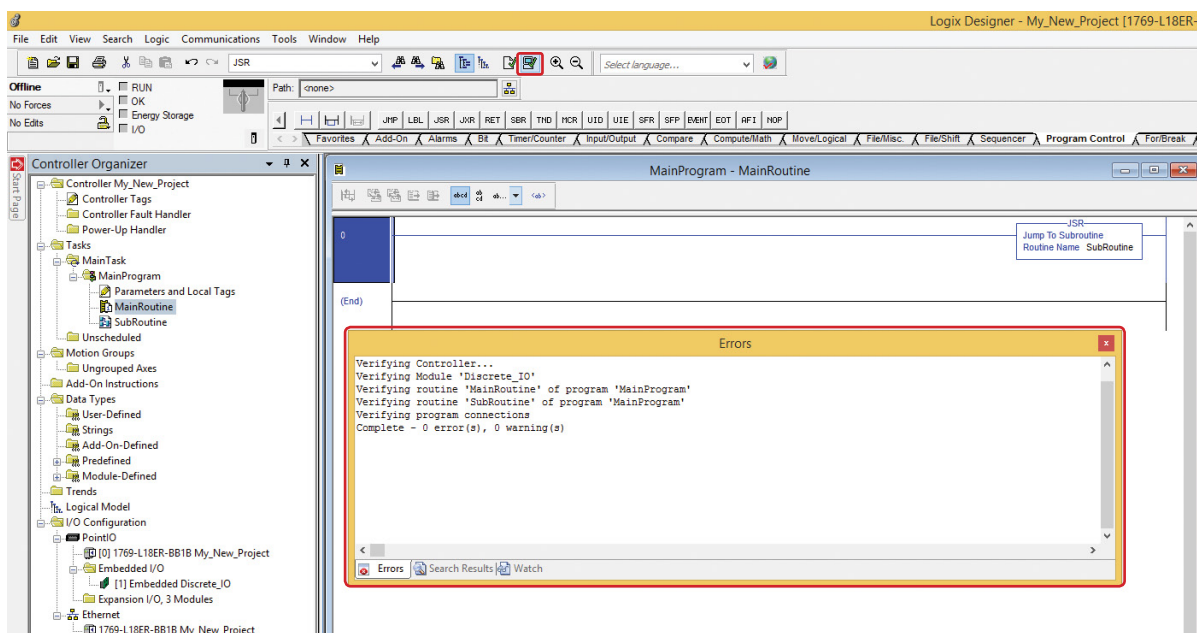 Logix Designer - My_New_Project [1769-L18ER-
File Edit View Search Logic Communications Tools Window Help
JSR
Select language...
Offline
RUN
Path: <none>
No Forces
OK
Energy Storage
No Edits
I/O
JMP LBL JSR JXR RET SBR TND MCR UID UIE SFR SFP EVENT EOT AFI NOP
Favorites Add-On Alarms Bit Timer/Counter Input/Output Compare Compute/Math Move/Logical File/Misc. File/Shift Sequencer Program Control For/Break
Start Page
Controller Organizer
Controller My_New_Project
Controller Tags
Controller Fault Handler
Power-Up Handler
Tasks
MainTask
MainProgram
Parameters and Local Tags
MainRoutine
SubRoutine
Unscheduled
Motion Groups
Ungrouped Axes
Add-On Instructions
Data Types
User-Defined
Strings
Add-On-Defined
Predefined
Module-Defined
Trends
Logical Model
I/O Configuration
PointIO
[0] 1769-L18ER-BB1B My_New_Project
Embedded I/O
[1] Embedded Discrete_IO
Expansion I/O, 3 Modules
Ethernet
1769-L18ER-BB1B My_New_Project
MainProgram - MainRoutine
abcd ab cd ab... <ab>
0
JSR
Jump To Subroutine
Routine Name SubRoutine
(End)
Errors
Verifying Controller...
Verifying Module 'Discrete_IO'
Verifying routine 'MainRoutine' of program 'MainProgram'
Verifying routine 'SubRoutine' of program 'MainProgram'
Verifying program connections
Complete - 0 error(s), 0 warning(s)
Errors Search Results Watch